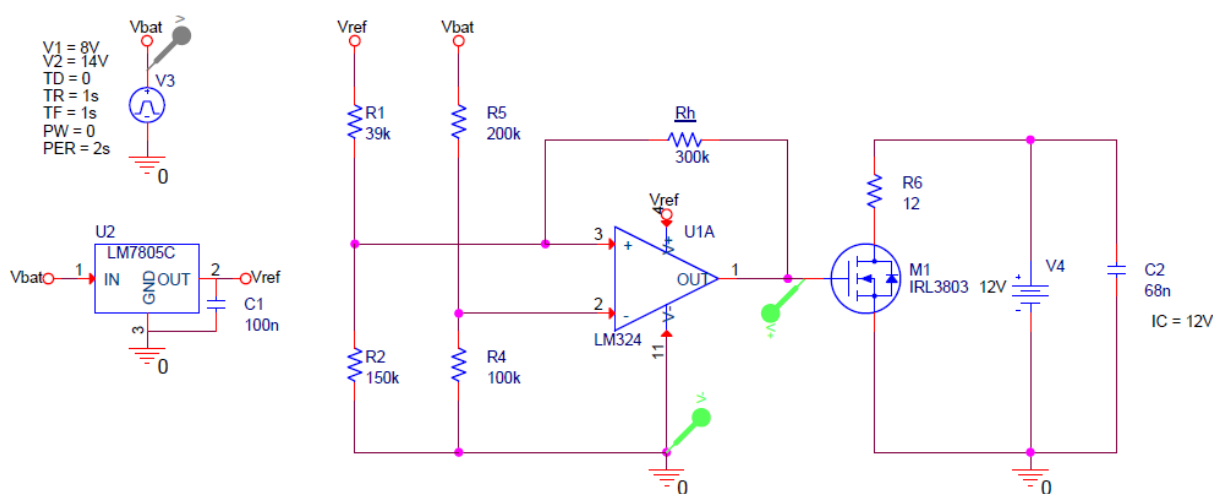 Vbat
V
V1 = 8V
V2 = 14V
TD = 0
TR = 1s
TF = 1s
PW = 0
PER = 2s
V3
+
-
0
U2
LM7805C
Vbat
1
IN
OUT
GND
2
Vref
3
C1
100n
0
Vref
Vbat
R1
39k
R5
200k
Rh
300k
Vref
4
U1A
3
+
V+
OUT
1
2
-
V-
LM324
11
R2
150k
R4
100k
V-
0
V+
R6
12
M1
IRL3803
12V
V4
+
-
C2
68n
IC = 12V
0